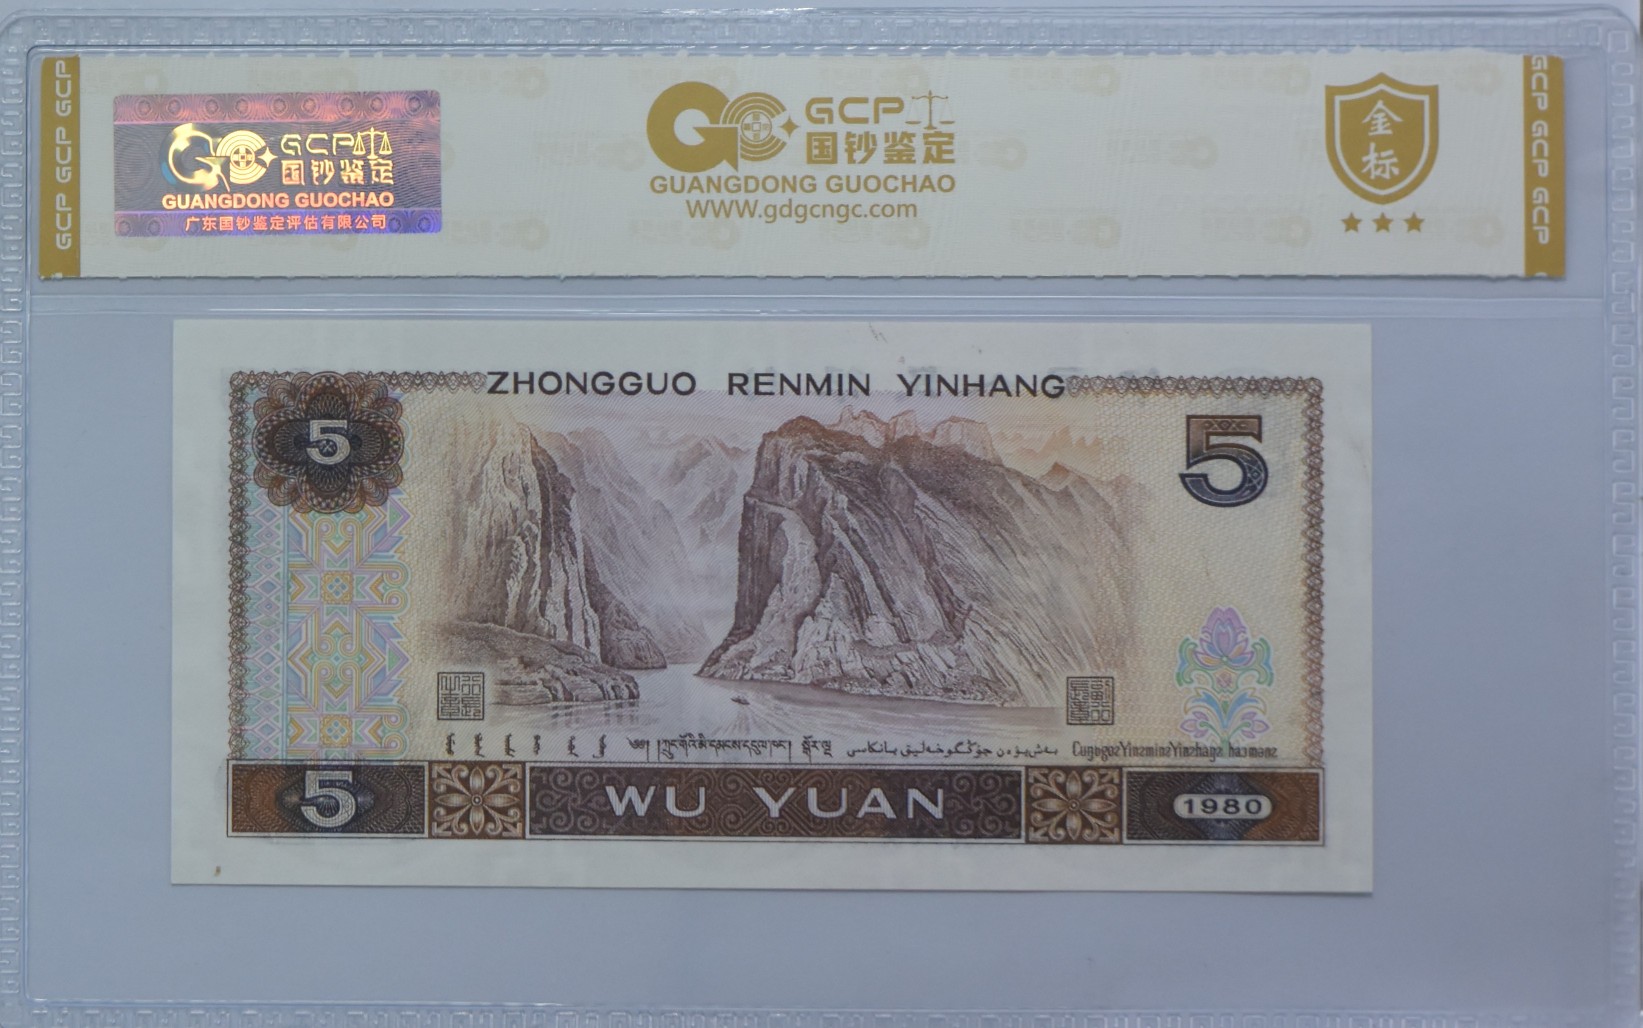 GCP GCP GCP
GCP
国钞鉴定
GUANGDONG GUOCHAO
广东国钞鉴定评估有限公司
GCP
国钞鉴定
GUANGDONG GUOCHAO
WWW.gdgcngc.com
金标
GCP GCP GCP
ZHONGGUO RENMIN YINHANG
5
5
5
WU YUAN
1980